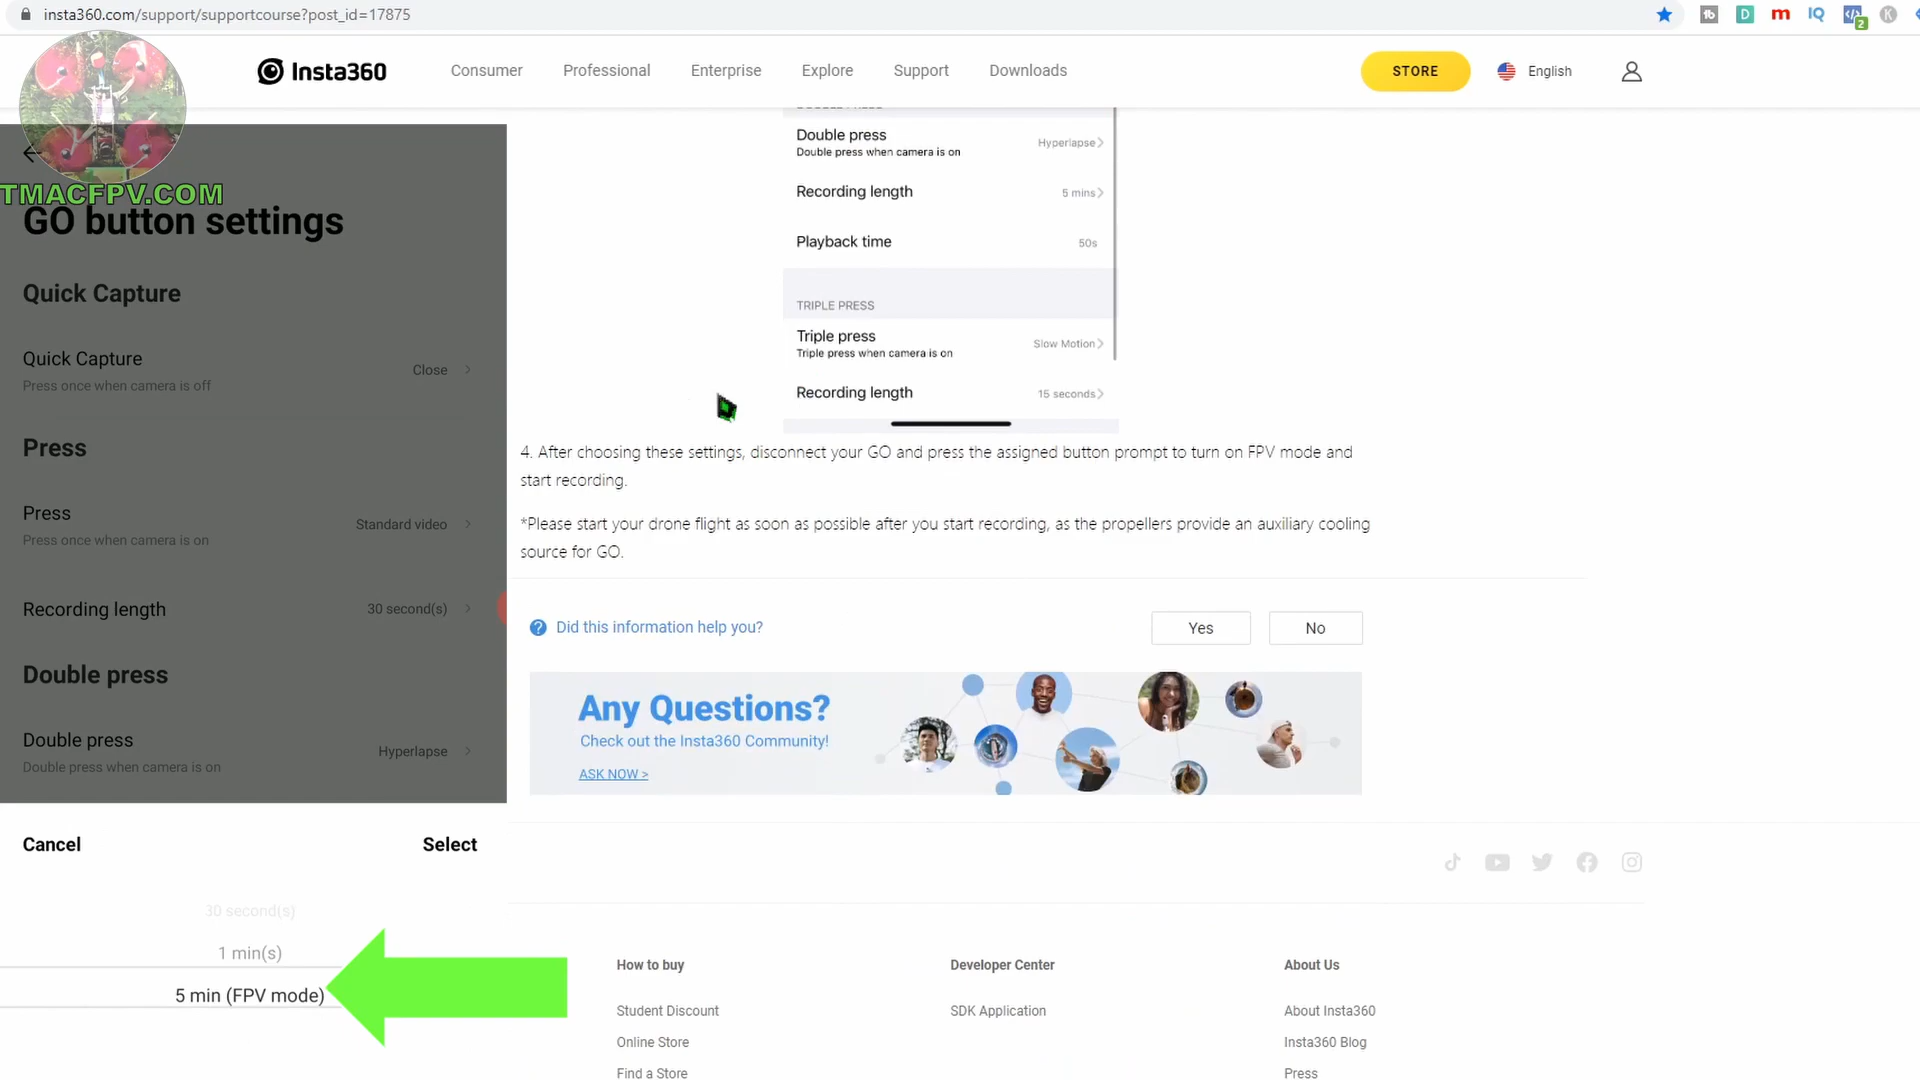 insta360.com/support/supportcourse?post_id=17875
tb
D
m
IQ
2
K
Insta360
Consumer
Professional
Enterprise
Explore
Support
Downloads
STORE
English
TMACFPV.COM
GO button settings
Quick Capture
Quick Capture
Press once when camera is off
Close
Press
Press
Press once when camera is on
Standard video
Recording length
30 second(s)
Double press
Double press
Double press when camera is on
Hyperlapse
Cancel
Select
30 second(s)
1 min(s)
5 min (FPV mode)
DOUBLE PRESS
Double press
Double press when camera is on
Hyperlapse
Recording length
5 mins
Playback time
50s
TRIPLE PRESS
Triple press
Triple press when camera is on
Slow Motion
Recording length
15 seconds
4. After choosing these settings, disconnect your GO and press the assigned button prompt to turn on FPV mode and
start recording.
*Please start your drone flight as soon as possible after you start recording, as the propellers provide an auxiliary cooling
source for GO.
? Did this information help you?
Yes
No
Any Questions?
Check out the Insta360 Community!
ASK NOW >
How to buy
Student Discount
Online Store
Find a Store
Developer Center
SDK Application
About Us
About Insta360
Insta360 Blog
Press